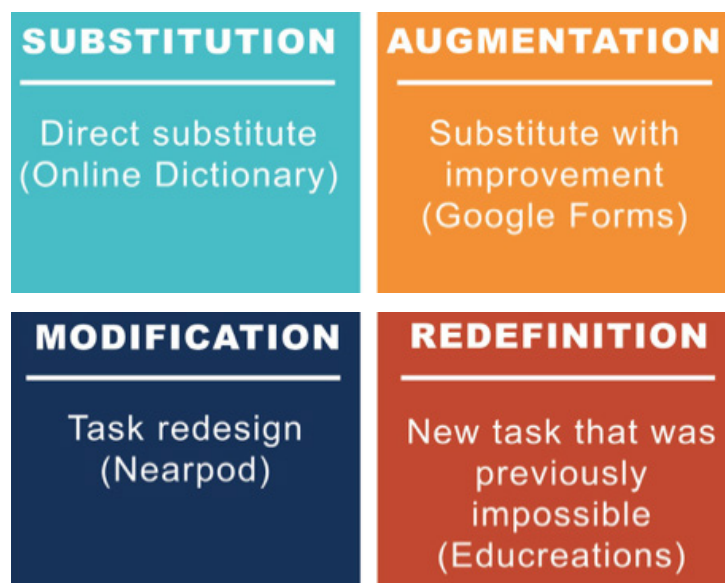 SUBSTITUTION
Direct substitute
(Online Dictionary)
AUGMENTATION
Substitute with
improvement
(Google Forms)
MODIFICATION
Task redesign
(Nearpod)
REDEFINITION
New task that was
previously
impossible
(Educreations)